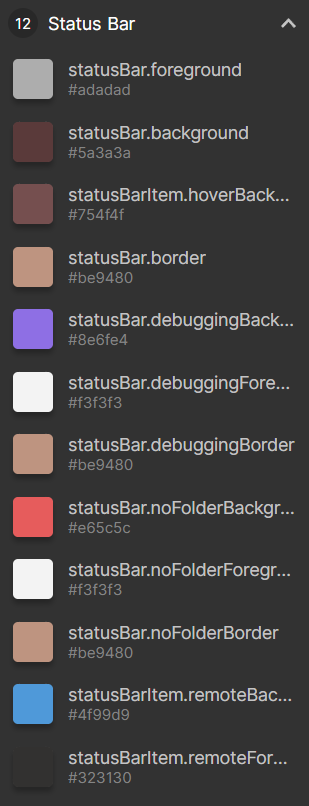 12 Status Bar
statusBar.foreground
#adadad
statusBar.background
#5a3a3a
statusBarItem.hoverBack...
#754f4f
statusBar.border
#be9480
statusBar.debuggingBack...
#8e6fe4
statusBar.debuggingFore...
#f3f3f3
statusBar.debuggingBorder
#be9480
statusBar.noFolderBackgr...
#e65c5c
statusBar.noFolderForegr...
#f3f3f3
statusBar.noFolderBorder
#be9480
statusBarItem.remoteBac...
#4f99d9
statusBarItem.remoteFor...
#323130